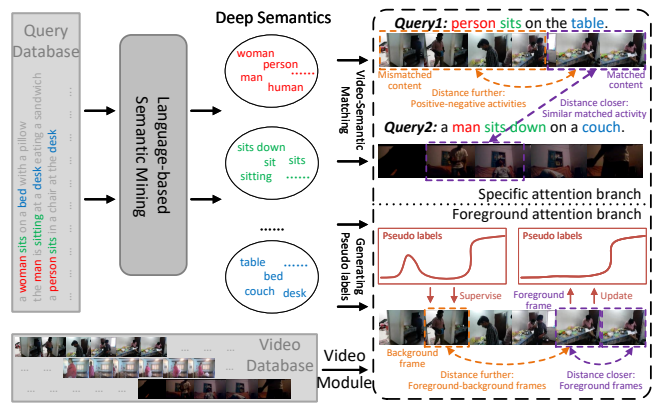 Query
Database
a woman sits on a bed with a pillow
the man is sitting at a desk eating a sandwich
a person sits in a chair at the desk
... ...
Language-based
Semantic Mining
Deep Semantics
woman
person
man
......
human
sits down
sit
sits
sitting
......
......
table
bed
couch
desk
Video-Semantic
Matching
Generating
Pseudo labels
Query1: person sits on the table.
Mismatched
content
Matched
content
Distance further:
Positive-negative activities
Distance closer:
Similar matched activity
Query2: a man sits down on a couch.
Specific attention branch
Foreground attention branch
Pseudo labels
Pseudo labels
Supervise
Foreground
frame
Update
Background
frame
Distance further:
Foreground-background frames
Distance closer:
Foreground frames
Video
Database
... ... ...
Video
Module